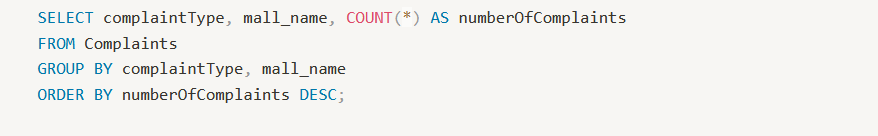 SELECT complaintType, mall_name, COUNT(*) AS numberOfComplaints
FROM Complaints
GROUP BY complaintType, mall_name
ORDER BY numberOfComplaints DESC;